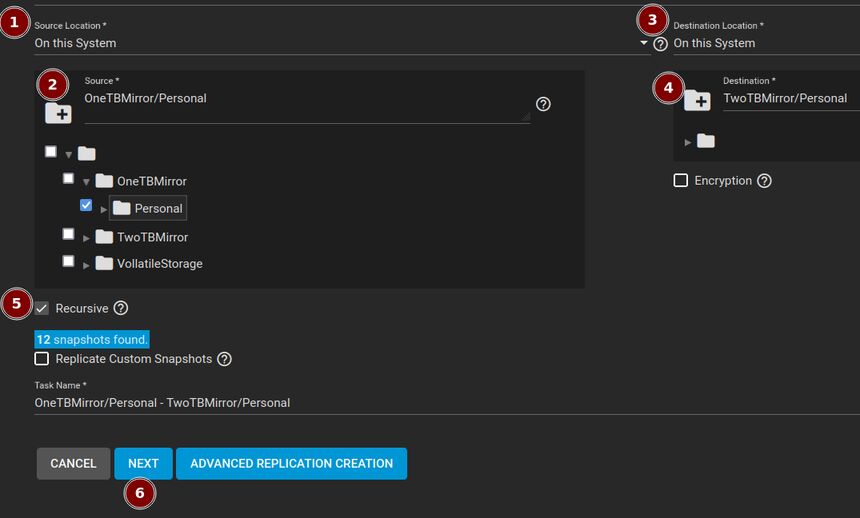 1
Source Location *
On this System
2
Source *
OneTBMirror/Personal
OneTBMirror
Personal
TwoTBMirror
VollatileStorage
3
Destination Location *
On this System
4
Destination *
TwoTBMirror/Personal
Encryption
5
Recursive
12 snapshots found.
Replicate Custom Snapshots
Task Name *
OneTBMirror/Personal - TwoTBMirror/Personal
CANCEL
NEXT
ADVANCED REPLICATION CREATION
6